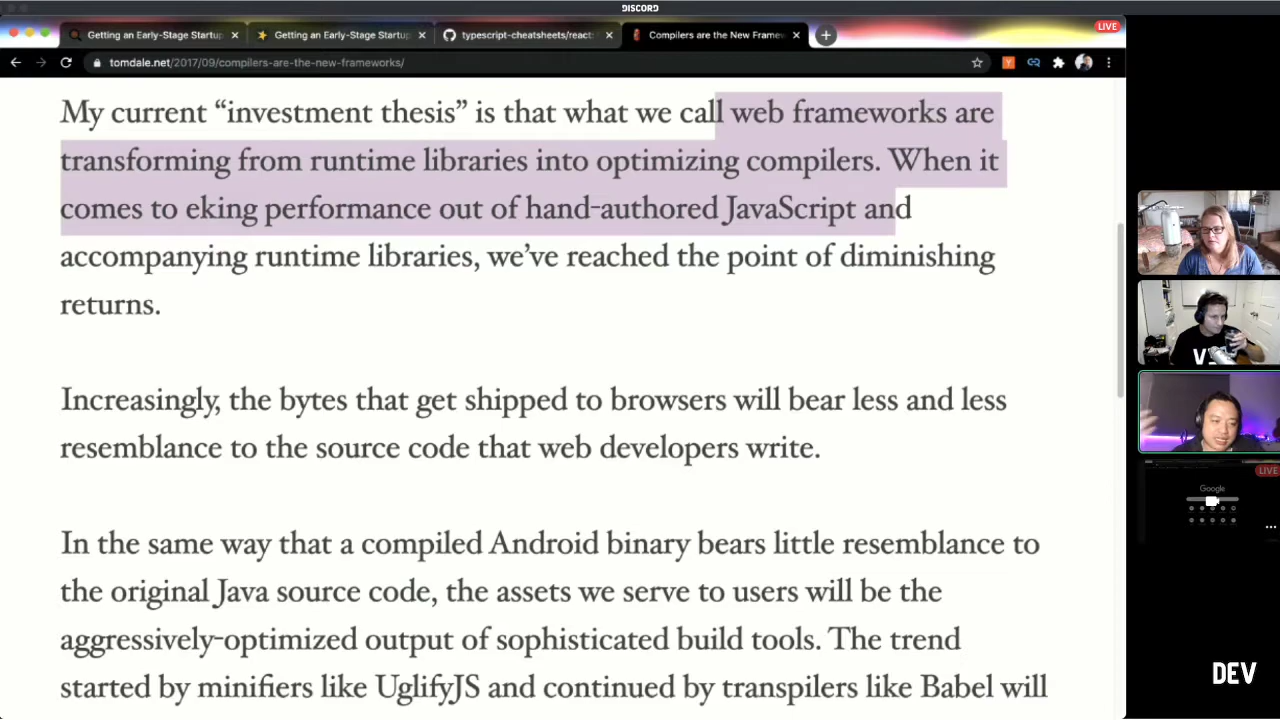 DISCORD
Getting an Early-Stage Startup
Getting an Early-Stage Startup
typescript-cheatsheets/react:
Compilers are the New Framew
LIVE
tomdale.net/2017/09/compilers-are-the-new-frameworks/
My current “investment thesis” is that what we call web frameworks are
transforming from runtime libraries into optimizing compilers. When it
comes to eking performance out of hand-authored JavaScript and
accompanying runtime libraries, we’ve reached the point of diminishing
returns.
Increasingly, the bytes that get shipped to browsers will bear less and less
resemblance to the source code that web developers write.
In the same way that a compiled Android binary bears little resemblance to
the original Java source code, the assets we serve to users will be the
aggressively-optimized output of sophisticated build tools. The trend
started by minifiers like UglifyJS and continued by transpilers like Babel will
LIVE
Google
DEV